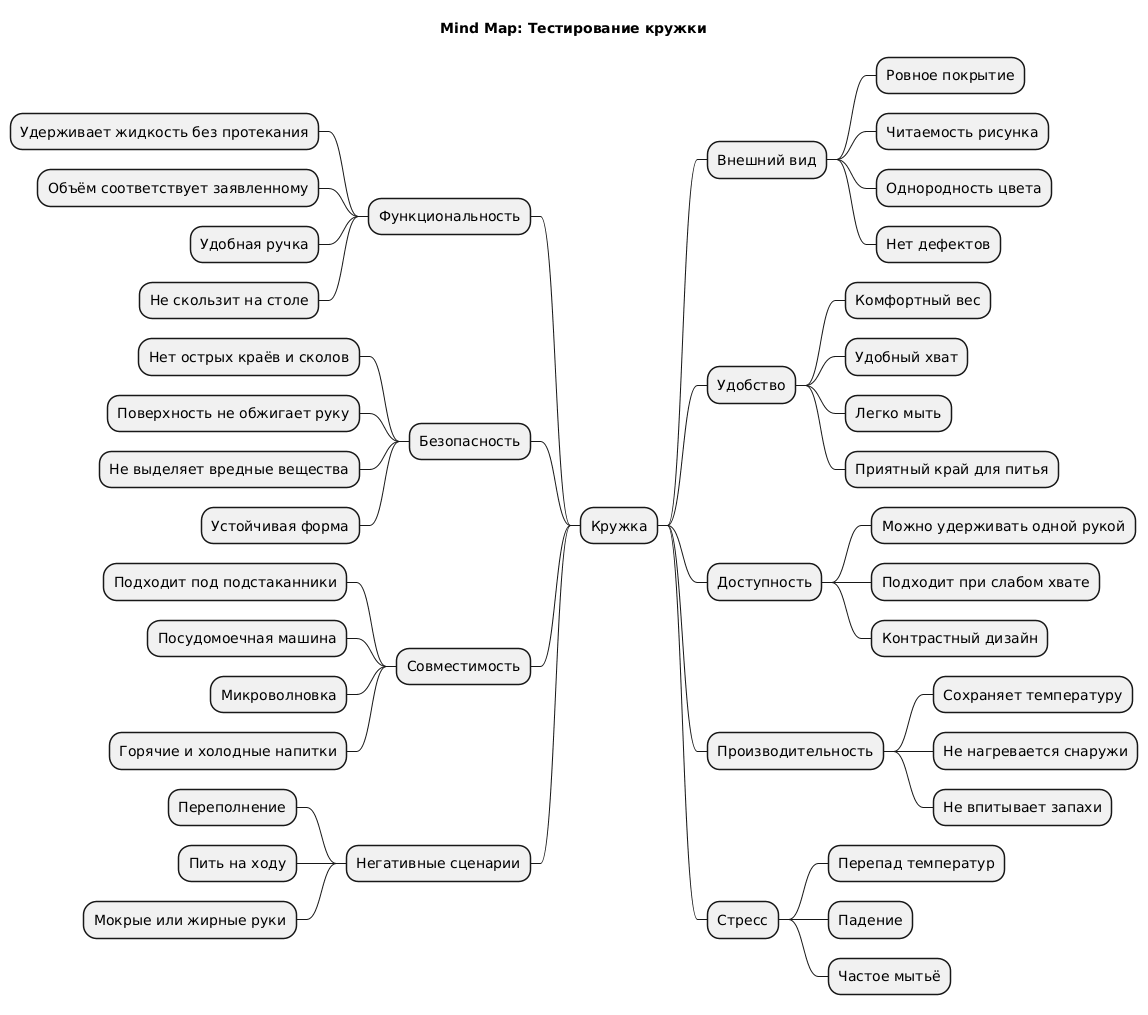 Mind Map: Тестирование кружки
Кружка
Внешний вид
Ровное покрытие
Читаемость рисунка
Однородность цвета
Нет дефектов
Удобство
Комфортный вес
Удобный хват
Легко мыть
Приятный край для питья
Доступность
Можно удерживать одной рукой
Подходит при слабом хвате
Контрастный дизайн
Производительность
Сохраняет температуру
Не нагревается снаружи
Не впитывает запахи
Стресс
Перепад температур
Падение
Частое мытьё
Функциональность
Удерживает жидкость без протекания
Объём соответствует заявленному
Удобная ручка
Не скользит на столе
Безопасность
Нет острых краёв и сколов
Поверхность не обжигает руку
Не выделяет вредные вещества
Устойчивая форма
Совместимость
Подходит под подстаканники
Посудомоечная машина
Микроволновка
Горячие и холодные напитки
Негативные сценарии
Переполнение
Пить на ходу
Мокрые или жирные руки